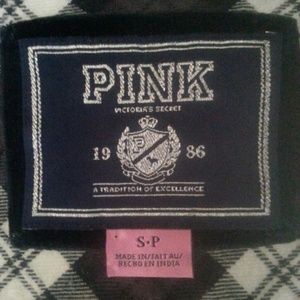 PINK
VICTORIA'S SECRET
19 86
A TRADITION OF EXCELLENCE
S•P
MADE IN/FAIT AU/
HECHO EN INDIA